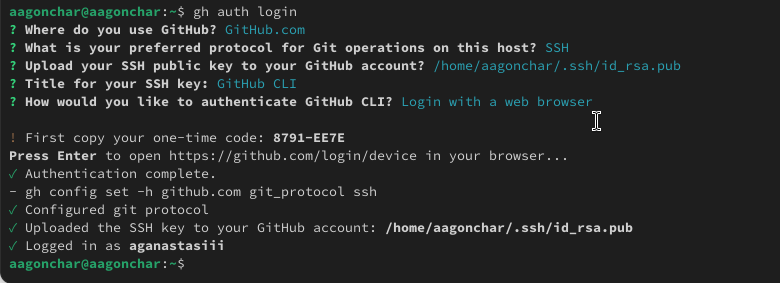 aagonchar@aagonchar:~$ gh auth login
? Where do you use GitHub? GitHub.com
? What is your preferred protocol for Git operations on this host? SSH
? Upload your SSH public key to your GitHub account? /home/aagonchar/.ssh/id_rsa.pub
? Title for your SSH key: GitHub CLI
? How would you like to authenticate GitHub CLI? Login with a web browser
! First copy your one-time code: 8791-EE7E
Press Enter to open https://github.com/login/device in your browser...
✓ Authentication complete.
- gh config set -h github.com git_protocol ssh
✓ Configured git protocol
✓ Uploaded the SSH key to your GitHub account: /home/aagonchar/.ssh/id_rsa.pub
✓ Logged in as aganastasiii
aagonchar@aagonchar:~$